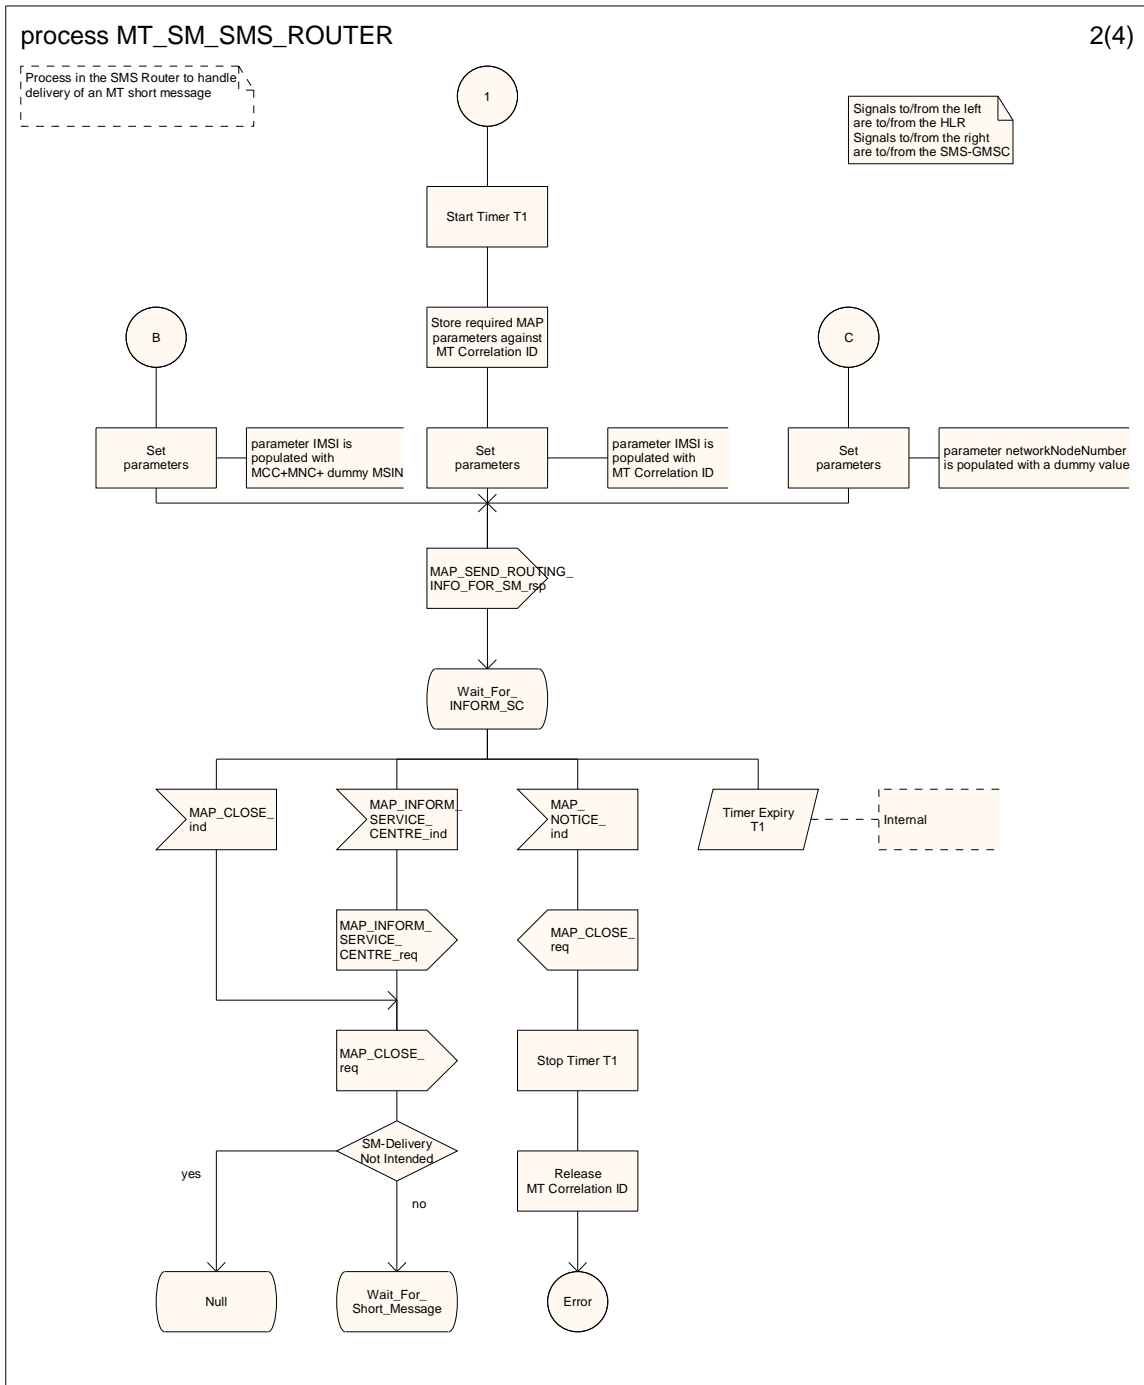 process MT_SM_SMS_ROUTER
2(4)
Process in the SMS Router to handle
delivery of an MT short message
1
Signals to/from the left
are to/from the HLR
Signals to/from the right
are to/from the SMS-GMSC
Start Timer T1
B
Store required MAP
parameters against
MT Correlation ID
C
Set
parameters
parameter IMSI is
populated with
MCC+MNC+ dummy MSIN
Set
parameters
parameter IMSI is
populated with
MT Correlation ID
Set
parameters
parameter networkNodeNumber
is populated with a dummy value
MAP_SEND_ROUTING_
INFO_FOR_SM_rsp
Wait_For_
INFORM_SC
MAP_CLOSE_
ind
MAP_INFORM_
SERVICE_
CENTRE_ind
MAP_
NOTICE_
ind
Timer Expiry
T1
Internal
MAP_INFORM_
SERVICE_
CENTRE_req
MAP_CLOSE_
req
MAP_CLOSE_
req
Stop Timer T1
SM-Delivery
Not Intended
yes
no
Release
MT Correlation ID
Null
Wait_For_
Short_Message
Error